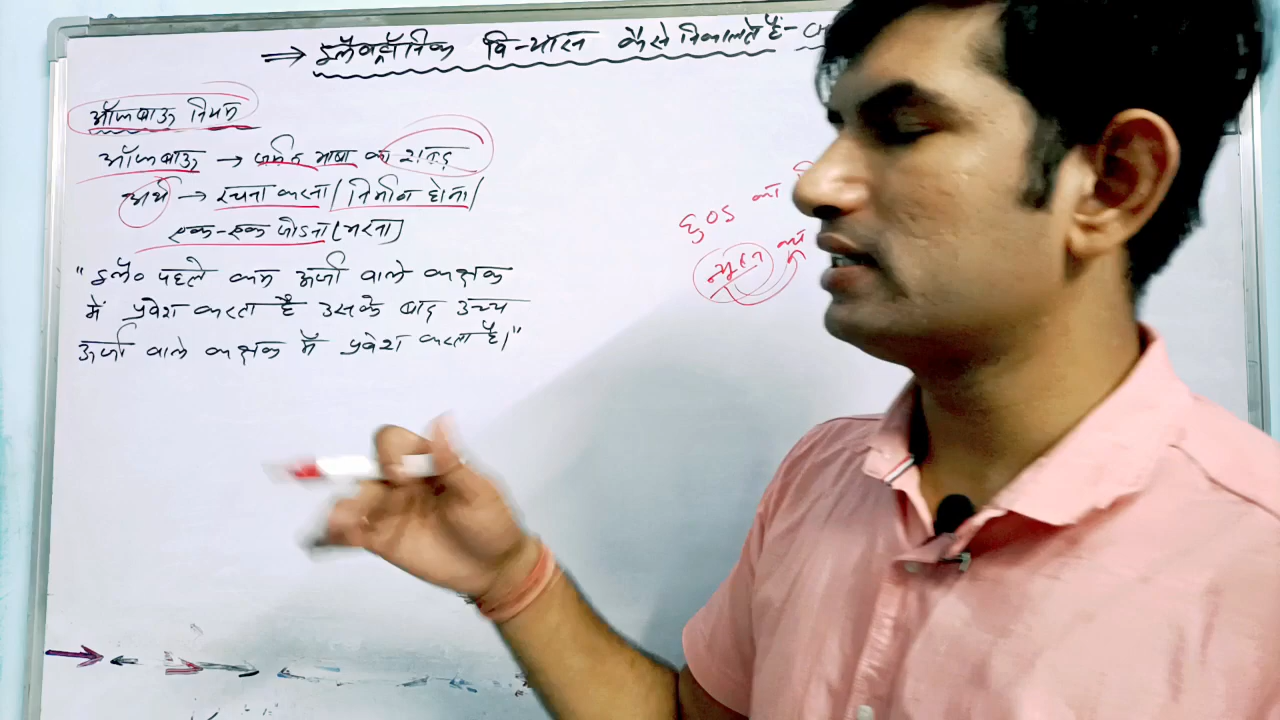 ⇒ इलेक्ट्रॉनिक विन्यास कैसे निकालते हैं-
ऑफबाऊ नियम
ऑफबाऊ → जर्मन भाषा का शब्द
अर्थ → रचना करना/निर्माण होना/
एक-एक जोडना (भरना)
"इलै० पहले कम ऊर्जा वाले कक्षक
में प्रवेश करता है उसके बाद उच्च
ऊर्जा वाले कक्षक में प्रवेश करता है।"
का